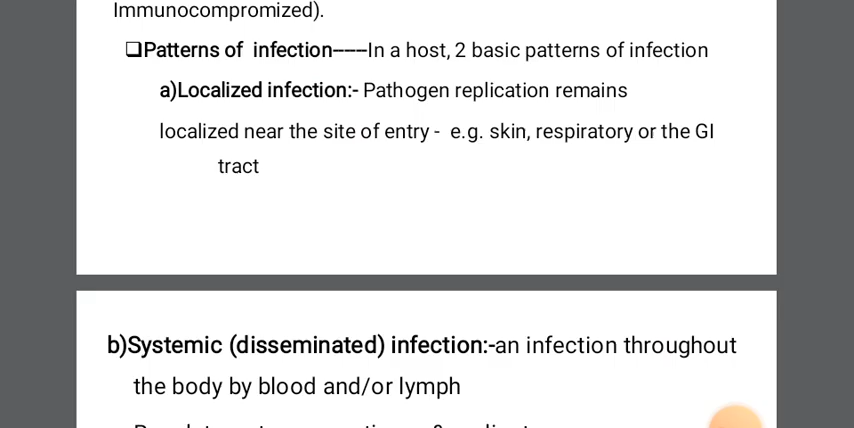 Immunocompromized).
❑Patterns of infection-----In a host, 2 basic patterns of infection
a)Localized infection:- Pathogen replication remains
localized near the site of entry - e.g. skin, respiratory or the GI
tract
b)Systemic (disseminated) infection:-an infection throughout
the body by blood and/or lymph